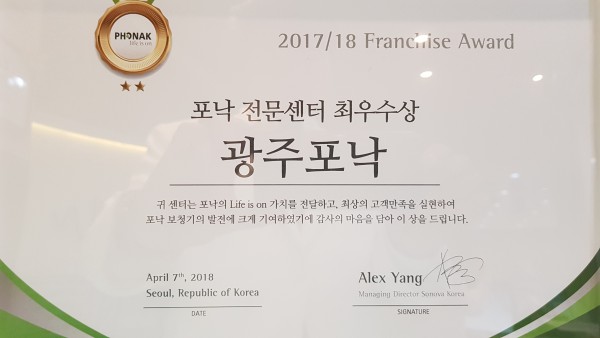 PHONAK
life is on
2017/18 Franchise Award
포낙 전문센터 최우수상
광주포낙
귀 센터는 포낙의 Life is on 가치를 전달하고, 최상의 고객만족을 실현하여
포낙 보청기의 발전에 크게 기여하였기에 감사의 마음을 담아 이 상을 드립니다.
April 7th, 2018
Seoul, Republic of Korea
DATE
Alex Yang
Managing Director Sonova Korea
SIGNATURE